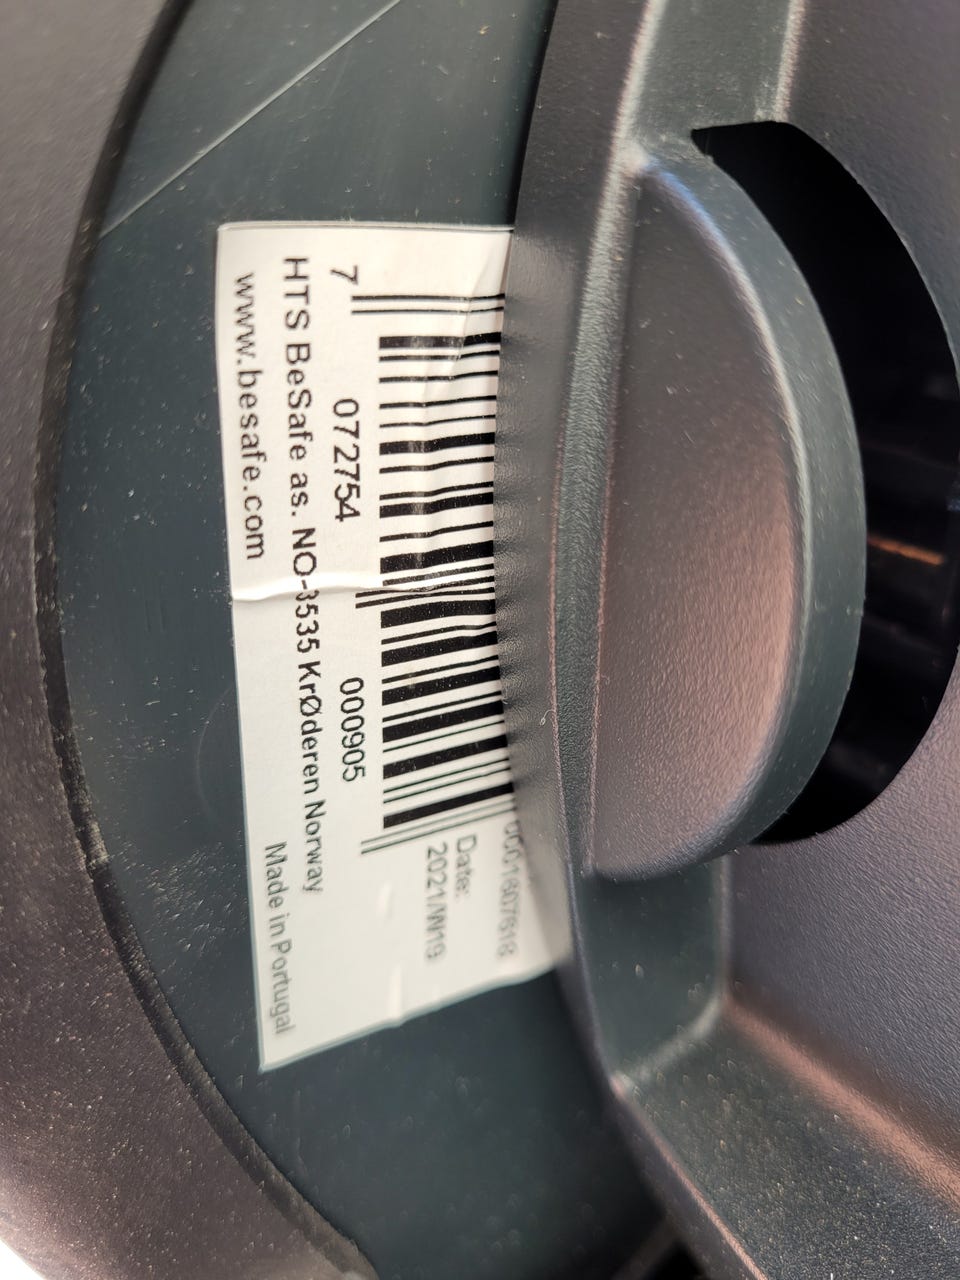 Date:
2021/W19
7 072754 000905
HTS BeSafe as. NO-3535 KrØderen Norway
www.besafe.com
Made in Portugal